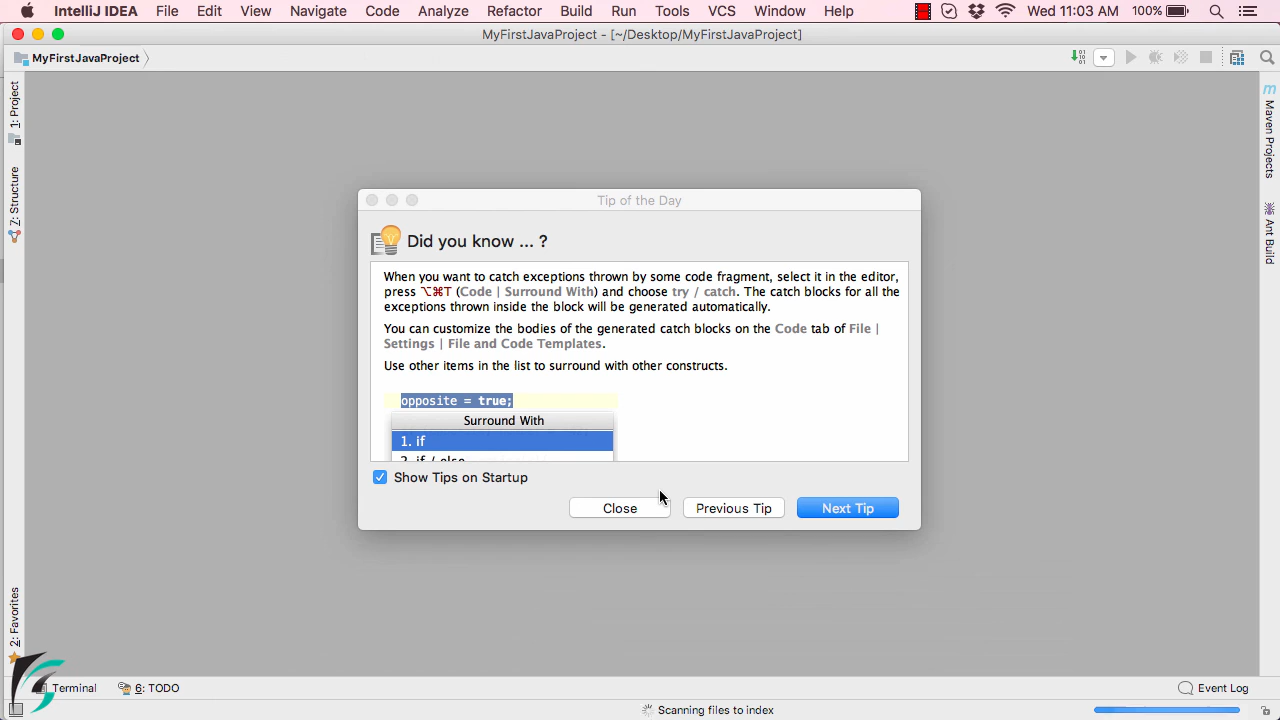 IntelliJ IDEA File Edit View Navigate Code Analyze Refactor Build Run Tools VCS Window Help Wed 11:03 AM 100%
MyFirstJavaProject - [~/Desktop/MyFirstJavaProject]
MyFirstJavaProject
1: Project
Z: Structure
2: Favorites
Maven Projects
Ant Build
Tip of the Day
Did you know ... ?
When you want to catch exceptions thrown by some code fragment, select it in the editor,
press ⌥⌘T (Code | Surround With) and choose try / catch. The catch blocks for all the
exceptions thrown inside the block will be generated automatically.
You can customize the bodies of the generated catch blocks on the Code tab of File |
Settings | File and Code Templates.
Use other items in the list to surround with other constructs.
opposite = true;
Surround With
1. if
2. if / else
Show Tips on Startup
Close Previous Tip Next Tip
Terminal 6: TODO Event Log
Scanning files to index